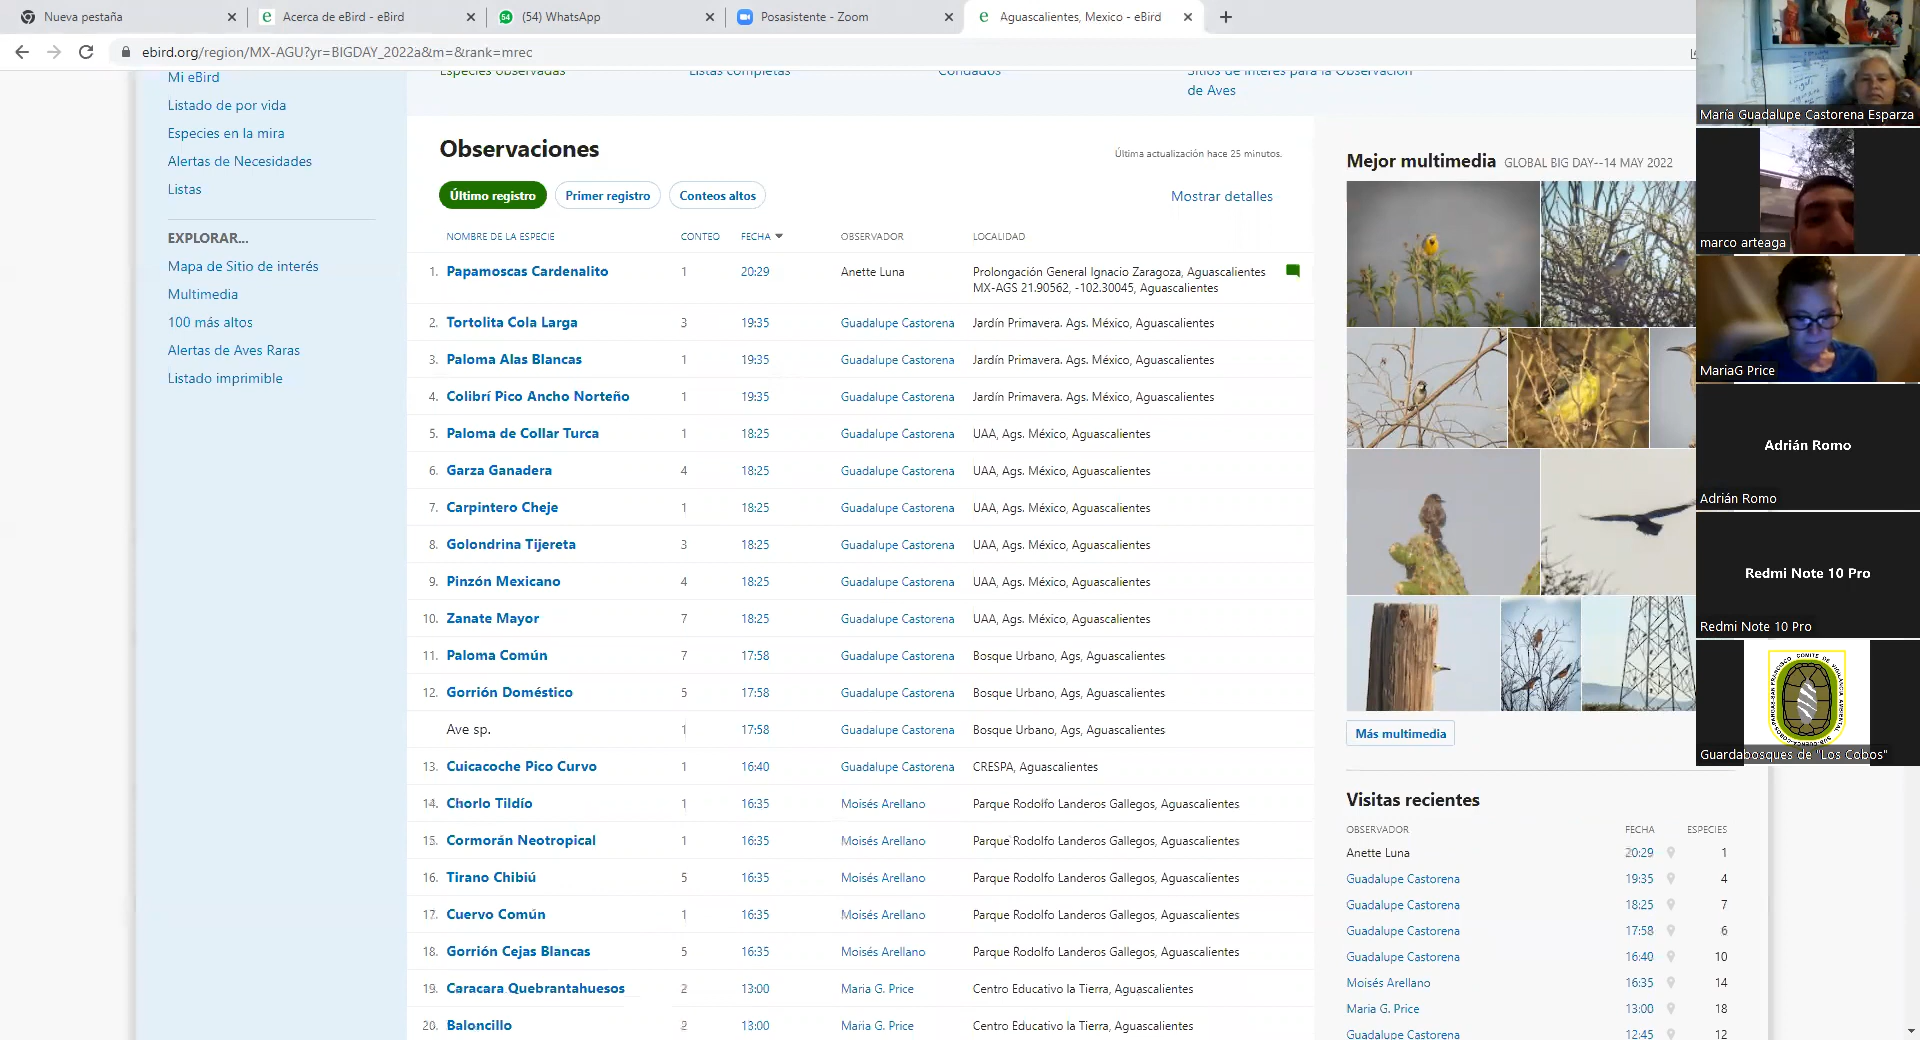 Nueva pestaña
Acerca de eBird - eBird
(54) WhatsApp
Posasistente - Zoom
Aguascalientes, Mexico - eBird
ebird.org/region/MX-AGU?yr=BIGDAY_2022a&m=&rank=mrec
Mi eBird
Listado de por vida
Especies en la mira
Alertas de Necesidades
Listas
EXPLORAR...
Mapa de Sitio de interés
Multimedia
100 más altos
Alertas de Aves Raras
Listado imprimible
Especies observadas
Listas completas
Condados
Sitios de interés para la Observación
de Aves
Observaciones
Última actualización hace 25 minutos.
Último registro
Primer registro
Conteos altos
Mostrar detalles
NOMBRE DE LA ESPECIE CONTEO FECHA OBSERVADOR LOCALIDAD
1. Papamoscas Cardenalito 1 20:29 Anette Luna Prolongación General Ignacio Zaragoza, Aguascalientes
MX-AGS 21.90562, -102.30045, Aguascalientes
2. Tortolita Cola Larga 3 19:35 Guadalupe Castorena Jardín Primavera. Ags. México, Aguascalientes
3. Paloma Alas Blancas 1 19:35 Guadalupe Castorena Jardín Primavera. Ags. México, Aguascalientes
4. Colibrí Pico Ancho Norteño 1 19:35 Guadalupe Castorena Jardín Primavera. Ags. México, Aguascalientes
5. Paloma de Collar Turca 1 18:25 Guadalupe Castorena UAA, Ags. México, Aguascalientes
6. Garza Ganadera 4 18:25 Guadalupe Castorena UAA, Ags. México, Aguascalientes
7. Carpintero Cheje 1 18:25 Guadalupe Castorena UAA, Ags. México, Aguascalientes
8. Golondrina Tijereta 3 18:25 Guadalupe Castorena UAA, Ags. México, Aguascalientes
9. Pinzón Mexicano 4 18:25 Guadalupe Castorena UAA, Ags. México, Aguascalientes
10. Zanate Mayor 7 18:25 Guadalupe Castorena UAA, Ags. México, Aguascalientes
11. Paloma Común 7 17:58 Guadalupe Castorena Bosque Urbano, Ags, Aguascalientes
12. Gorrión Doméstico 5 17:58 Guadalupe Castorena Bosque Urbano, Ags, Aguascalientes
Ave sp. 1 17:58 Guadalupe Castorena Bosque Urbano, Ags, Aguascalientes
13. Cuicacoche Pico Curvo 1 16:40 Guadalupe Castorena CRESPA, Aguascalientes
14. Chorlo Tildío 1 16:35 Moisés Arellano Parque Rodolfo Landeros Gallegos, Aguascalientes
15. Cormorán Neotropical 1 16:35 Moisés Arellano Parque Rodolfo Landeros Gallegos, Aguascalientes
16. Tirano Chibiú 5 16:35 Moisés Arellano Parque Rodolfo Landeros Gallegos, Aguascalientes
17. Cuervo Común 1 16:35 Moisés Arellano Parque Rodolfo Landeros Gallegos, Aguascalientes
18. Gorrión Cejas Blancas 5 16:35 Moisés Arellano Parque Rodolfo Landeros Gallegos, Aguascalientes
19. Caracara Quebrantahuesos 2 13:00 Maria G. Price Centro Educativo la Tierra, Aguascalientes
20. Baloncillo 2 13:00 Maria G. Price Centro Educativo la Tierra, Aguascalientes
Mejor multimedia GLOBAL BIG DAY--14 MAY 2022
Más multimedia
Visitas recientes
OBSERVADOR FECHA ESPECIES
Anette Luna 20:29 1
Guadalupe Castorena 19:35 4
Guadalupe Castorena 18:25 7
Guadalupe Castorena 17:58 6
Guadalupe Castorena 16:40 10
Moisés Arellano 16:35 14
Maria G. Price 13:00 18
Guadalupe Castorena 12:45 12
María Guadalupe Castorena Esparza
marco arteaga
MariaG Price
Adrián Romo
Adrián Romo
Redmi Note 10 Pro
Redmi Note 10 Pro
Guardabosques de "Los Cobos"